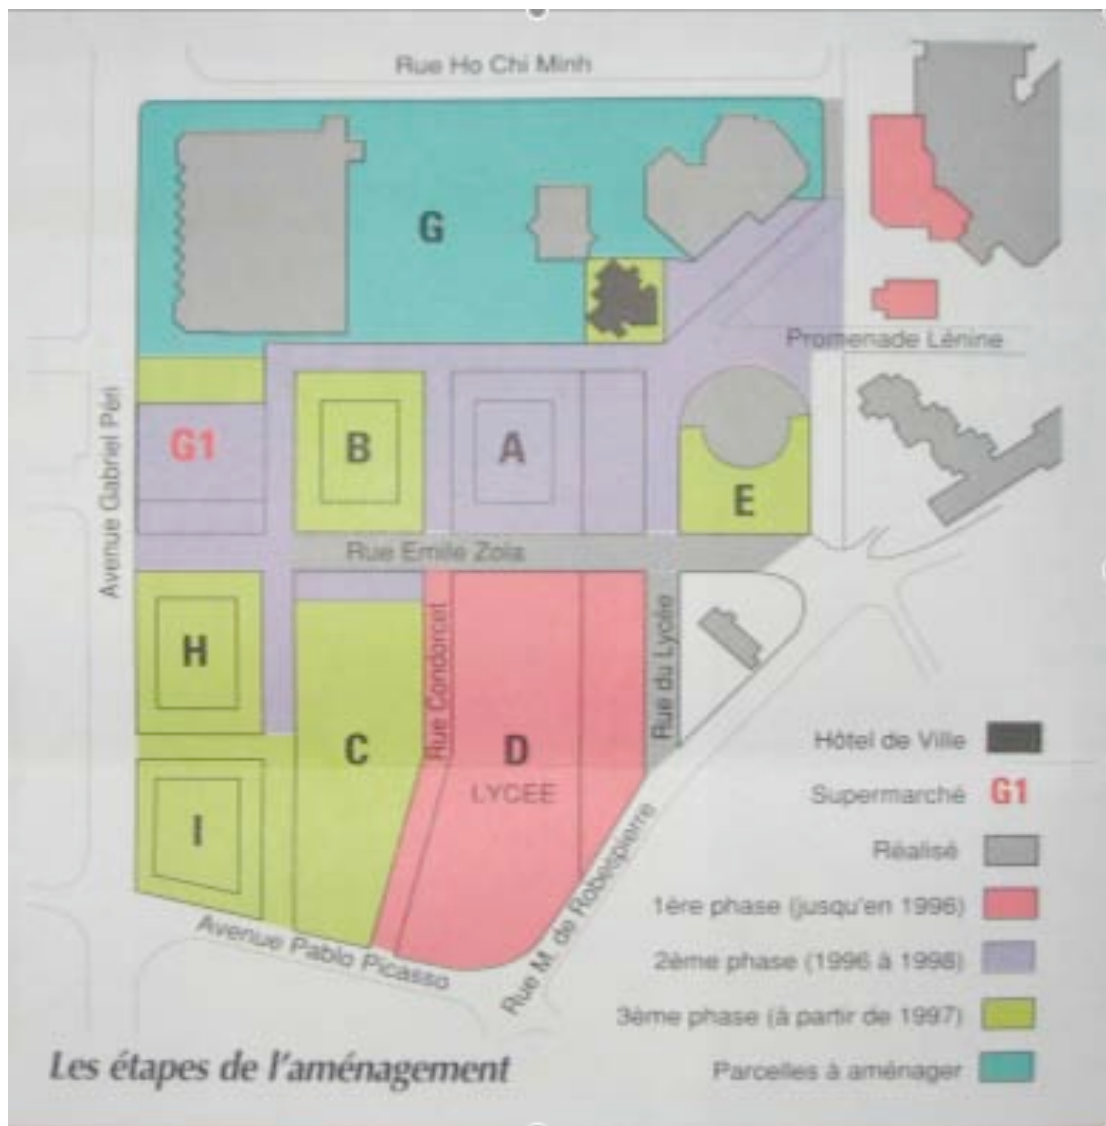 Rue Ho Chi Minh
G
Promenade Lénine
Avenue Gabriel Péri
G1
B
A
E
Rue Emile Zola
H
C
Rue Condorcet
D
LYCEE
Rue du Lycée
I
Avenue Pablo Picasso
Rue M. de Robespierre
Hôtel de Ville
Supermarché G1
Réalisé
1ère phase (jusqu'en 1996)
2ème phase (1996 à 1998)
3ème phase (à partir de 1997)
Parcelles à aménager
Les étapes de l'aménagement